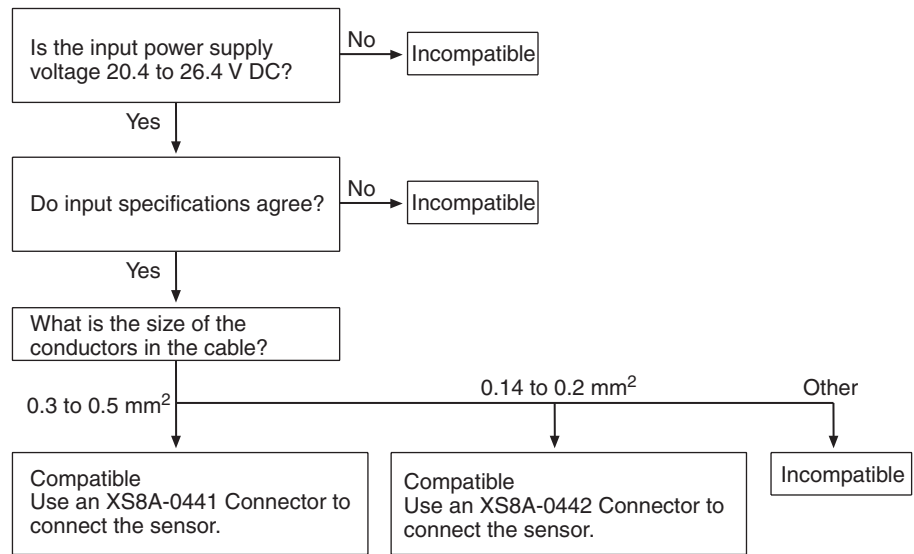 Is the input power supply
voltage 20.4 to 26.4 V DC?
No
Incompatible
Yes
Do input specifications agree?
No
Incompatible
Yes
What is the size of the
conductors in the cable?
0.3 to 0.5 mm²
0.14 to 0.2 mm²
Other
Compatible
Use an XS8A-0441 Connector to
connect the sensor.
Compatible
Use an XS8A-0442 Connector to
connect the sensor.
Incompatible